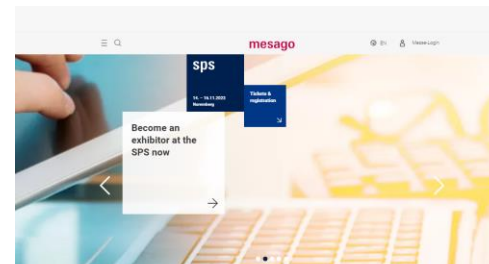 mesago
EN
Messe-Login
sps
14. – 16.11.2023
Nuremberg
Tickets &
registration
Become an
exhibitor at the
SPS now